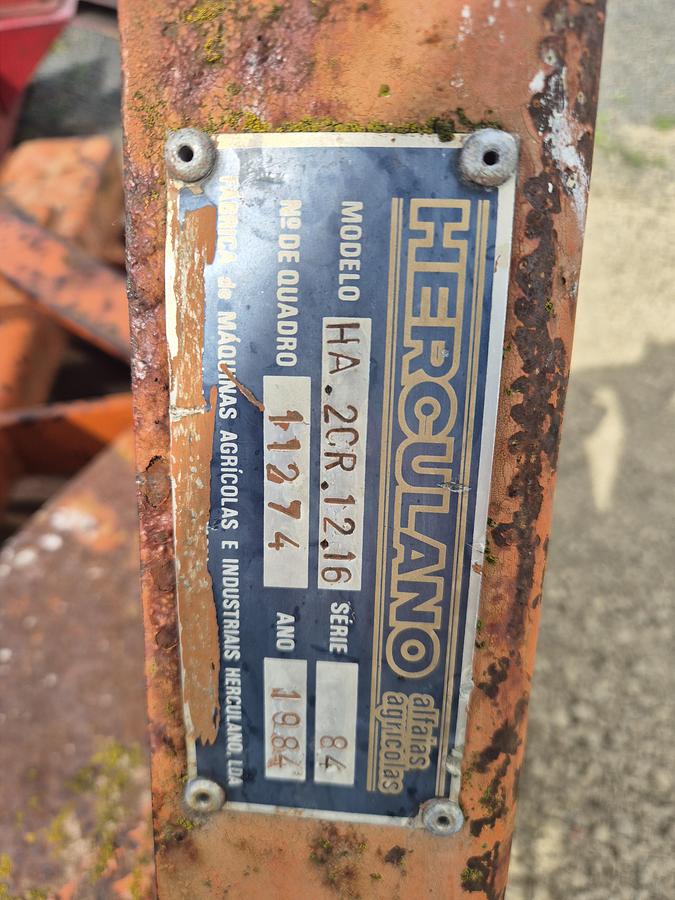 HERCULANO alfaias agrícolas
MODELO HA.2CR.12.16 SÉRIE 84
Nº DE QUADRO 11274 ANO 1984
FÁBRICA de MÁQUINAS AGRÍCOLAS E INDUSTRIAIS HERCULANO, LDA